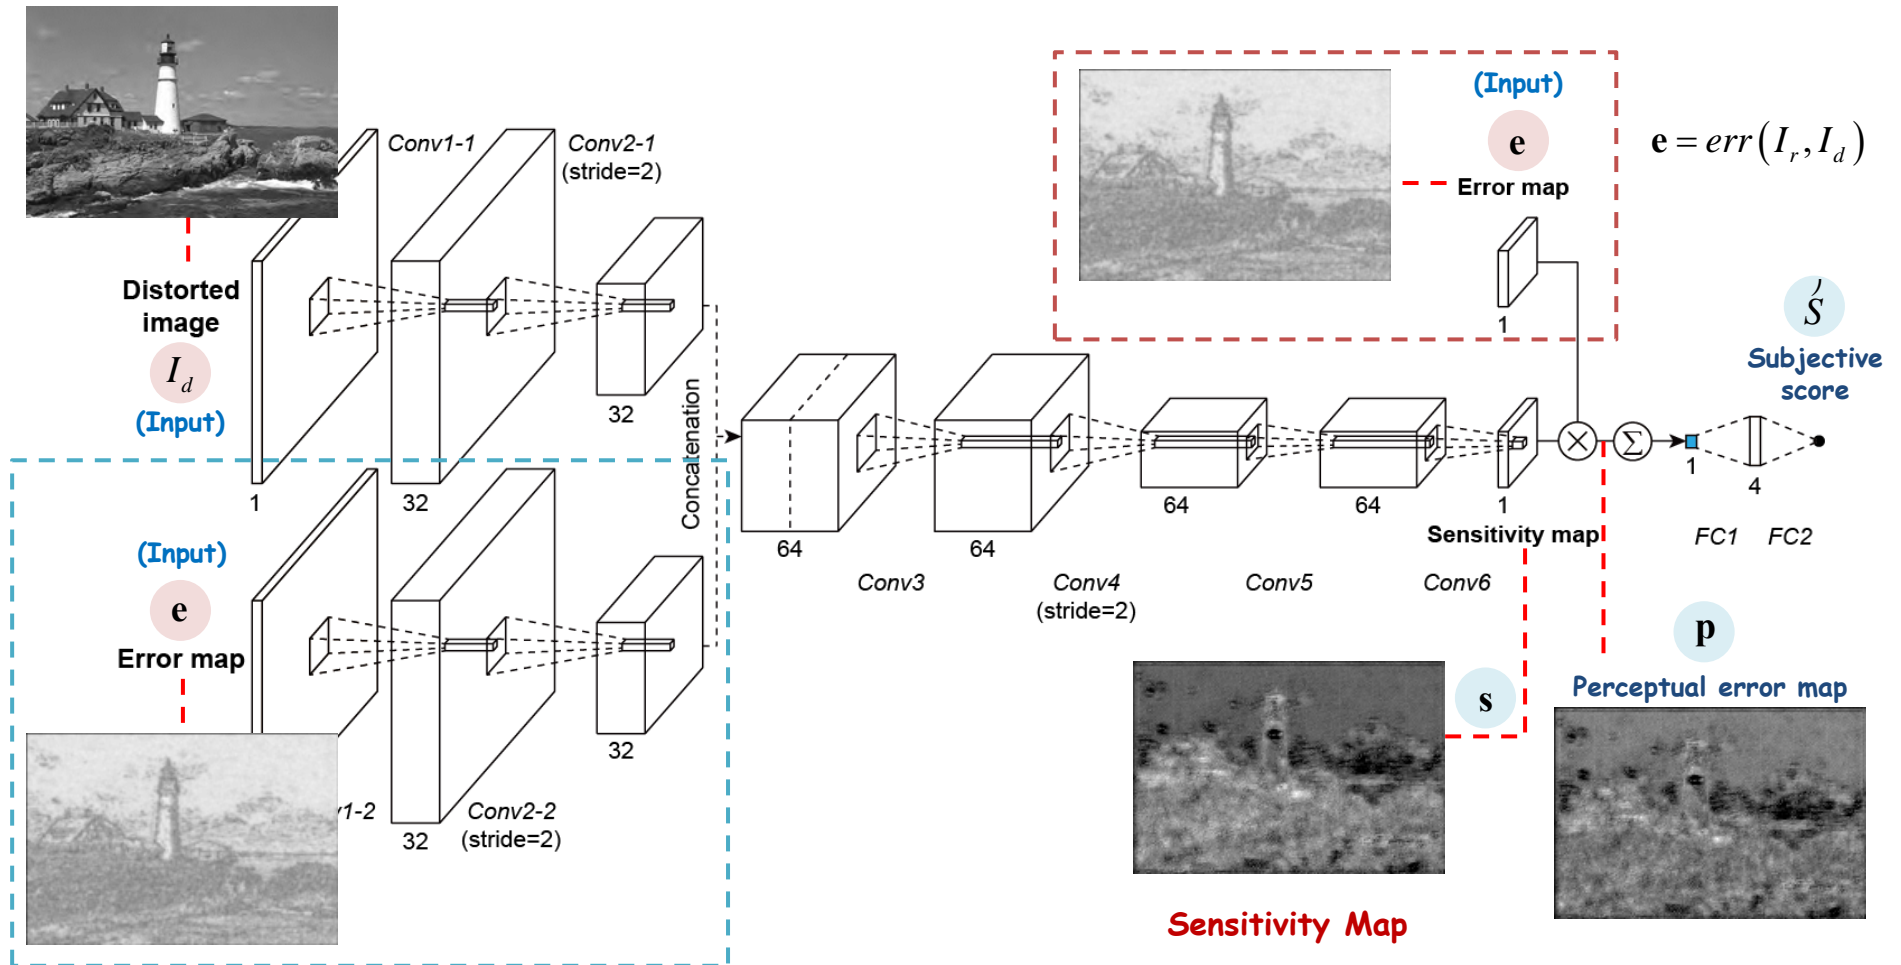 Conv1-1
Conv2-1
(stride=2)
Distorted
image
I_d
(Input)
1
32
32
Concatenation
(Input)
e
Error map
v1-2
32
Conv2-2
(stride=2)
32
64
Conv3
64
Conv4
(stride=2)
64
Conv5
64
Conv6
1
Sensitivity map
(Input)
e
Error map
1
e = err(I_r, I_d)
×
Σ
1
4
FC1
FC2
S′
Subjective
score
s
Sensitivity Map
p
Perceptual error map